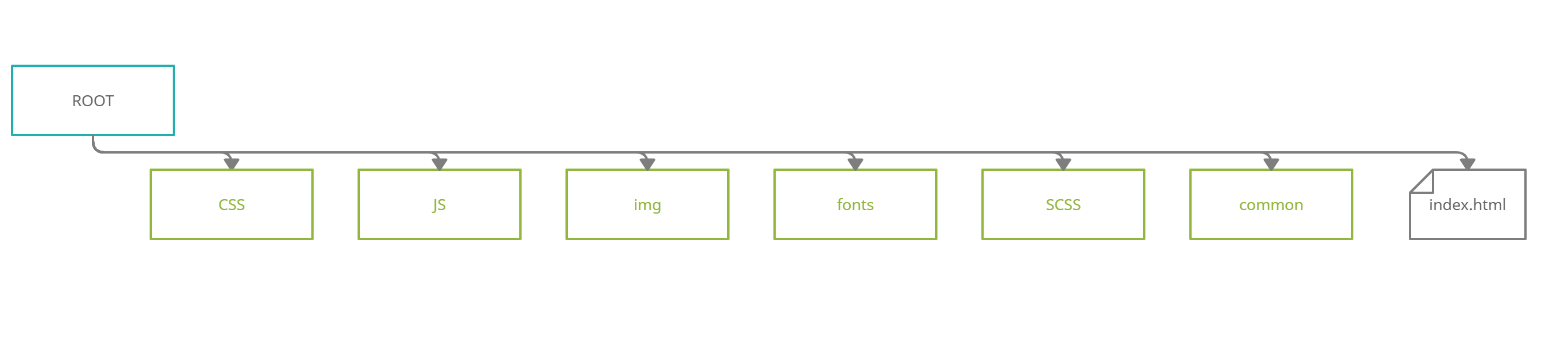 ROOT
CSS
JS
img
fonts
SCSS
common
index.html